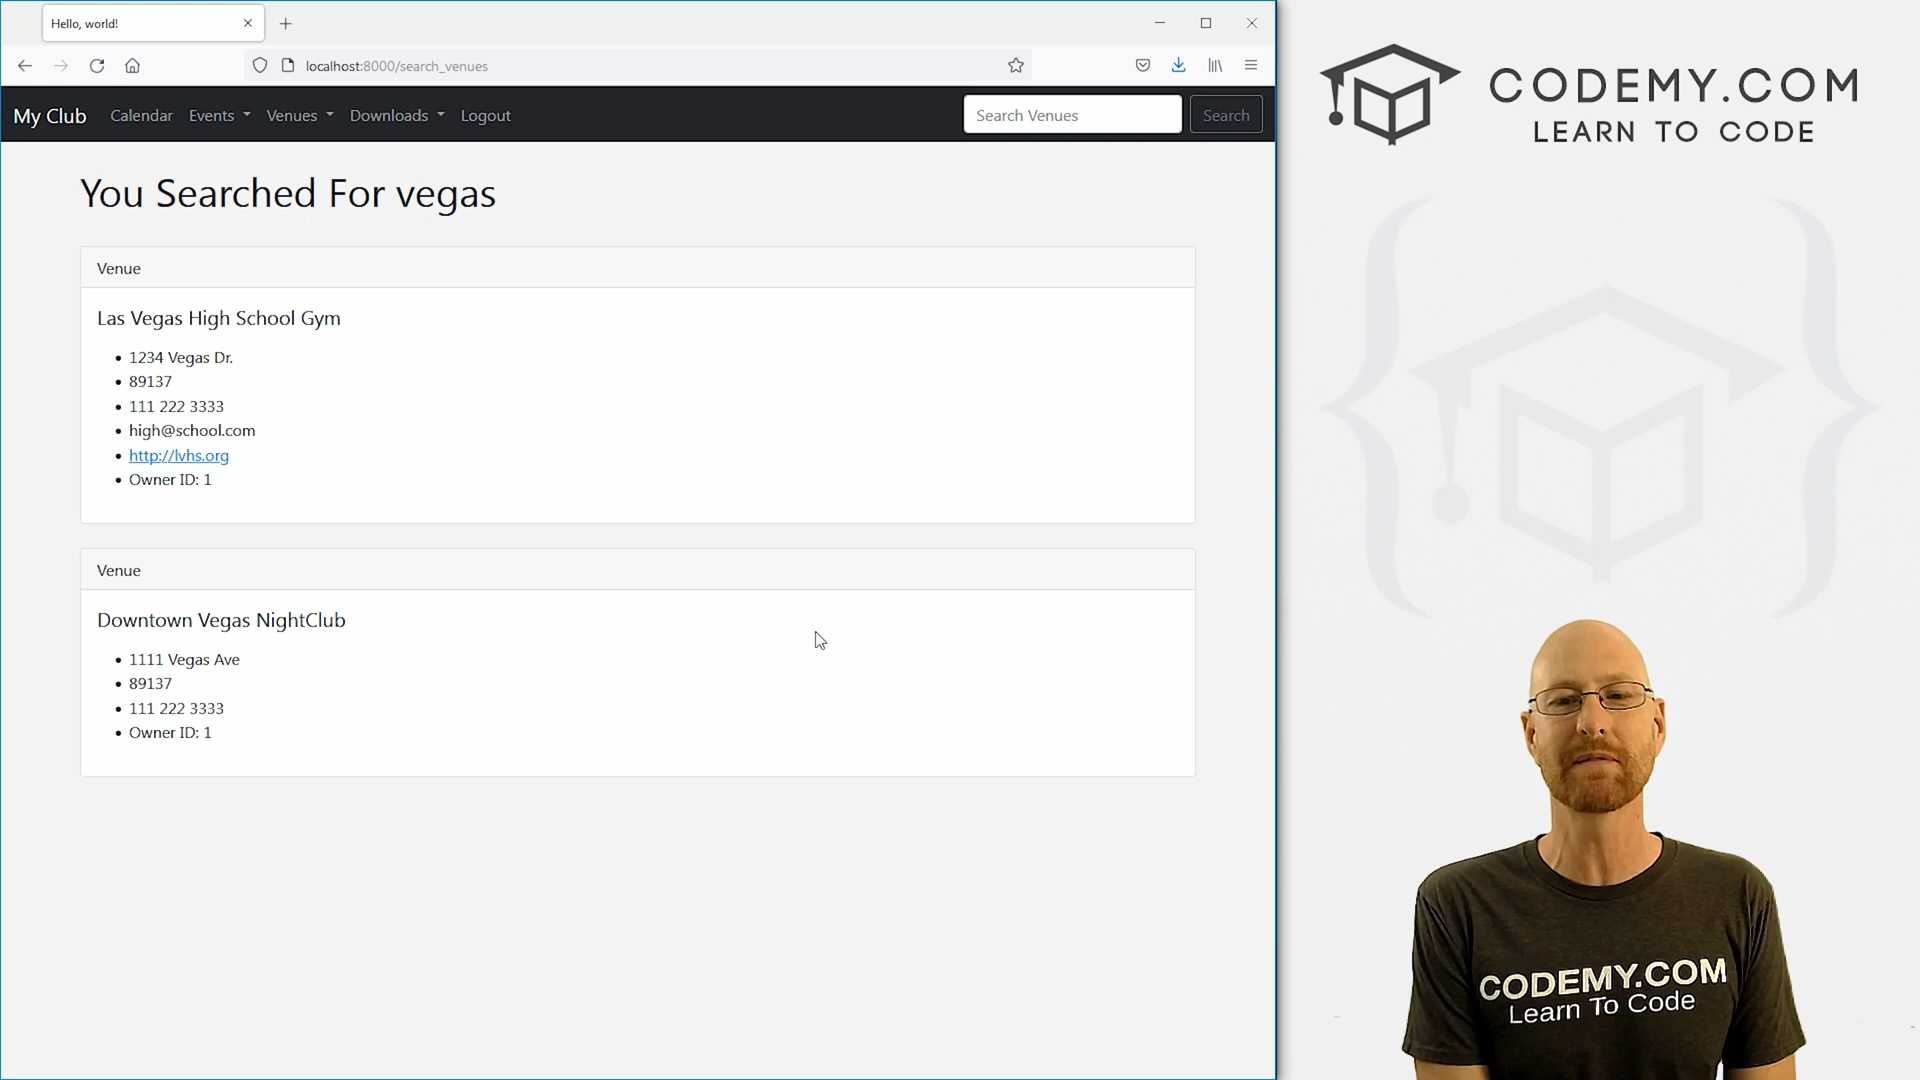 Hello, world!
localhost:8000/search_venues
My Club
Calendar
Events
Venues
Downloads
Logout
Search Venues
Search
You Searched For vegas
Venue
Las Vegas High School Gym
1234 Vegas Dr.
89137
111 222 3333
high@school.com
http://lvhs.org
Owner ID: 1
Venue
Downtown Vegas NightClub
1111 Vegas Ave
89137
111 222 3333
Owner ID: 1
CODEMY.COM
LEARN TO CODE
CODEMY.COM
Learn To Code